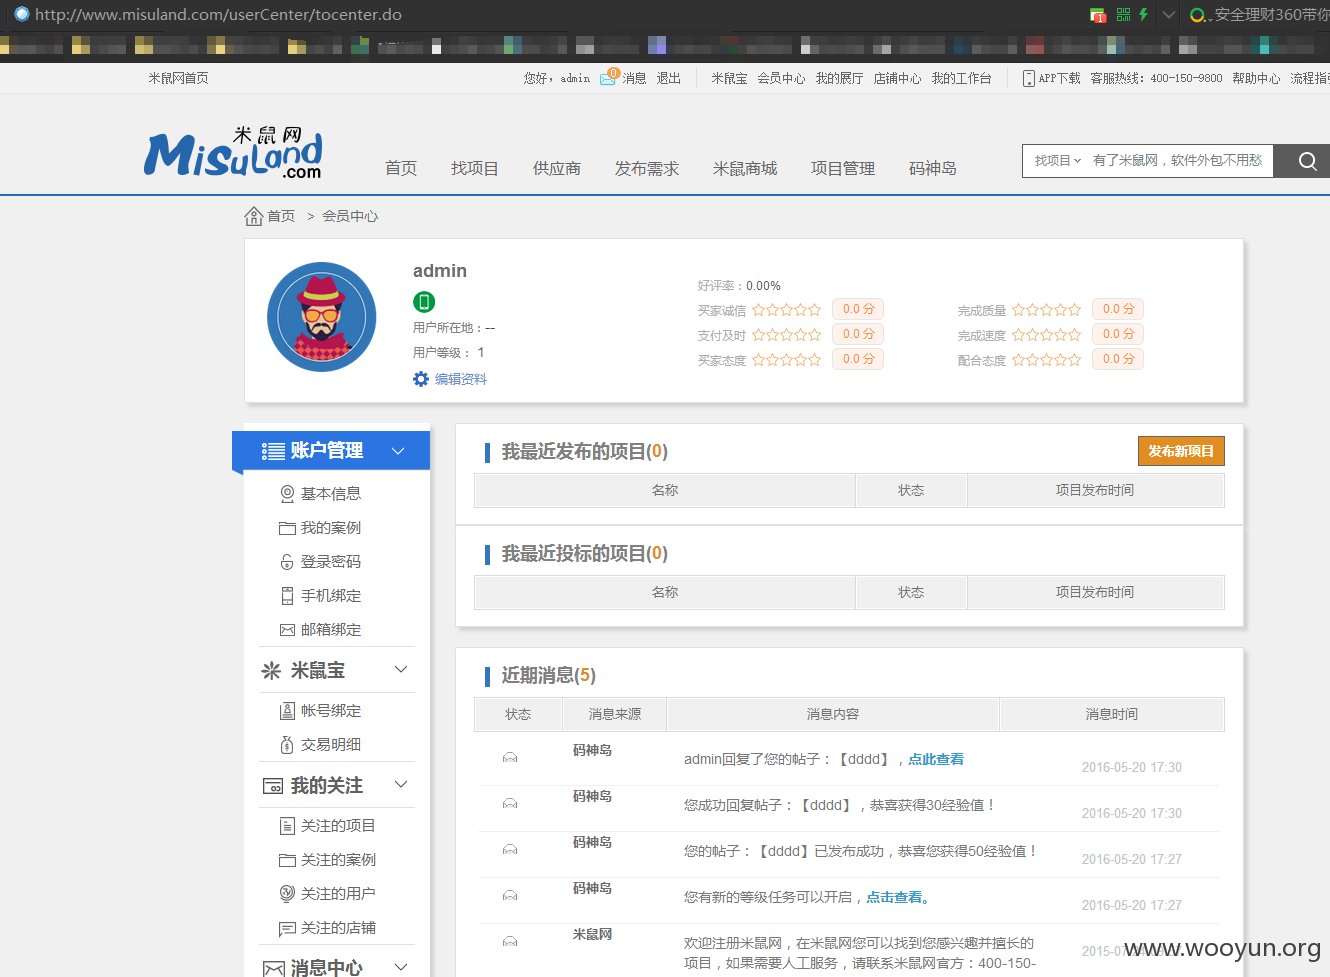 http://www.misuland.com/userCenter/tocenter.do
1
安全理财360带你
米鼠网首页
您好，admin 0 消息 退出 米鼠宝 会员中心 我的展厅 店铺中心 我的工作台 APP下载 客服热线：400-150-9800 帮助中心 流程指
米鼠网
MisuLand.com
首页 找项目 供应商 发布需求 米鼠商城 项目管理 码神岛
找项目 有了米鼠网，软件外包不用愁
首页 > 会员中心
admin
用户所在地：--
用户等级： 1
编辑资料
好评率：0.00%
买家诚信 0.0 分 完成质量 0.0 分
支付及时 0.0 分 完成速度 0.0 分
买家态度 0.0 分 配合态度 0.0 分
账户管理
基本信息
我的案例
登录密码
手机绑定
邮箱绑定
米鼠宝
帐号绑定
交易明细
我的关注
关注的项目
关注的案例
关注的用户
关注的店铺
消息中心
我最近发布的项目(0) 发布新项目
名称 状态 项目发布时间
我最近投标的项目(0)
名称 状态 项目发布时间
近期消息(5)
状态 消息来源 消息内容 消息时间
码神岛 admin回复了您的帖子：【dddd】，点此查看 2016-05-20 17:30
码神岛 您成功回复帖子：【dddd】，恭喜获得30经验值！ 2016-05-20 17:30
码神岛 您的帖子：【dddd】已发布成功，恭喜您获得50经验值！ 2016-05-20 17:27
码神岛 您有新的等级任务可以开启，点击查看。 2016-05-20 17:27
米鼠网 欢迎注册米鼠网，在米鼠网您可以找到您感兴趣并擅长的 2015-07
项目，如果需要人工服务，请联系米鼠网官方：400-150-
www.wooyun.org